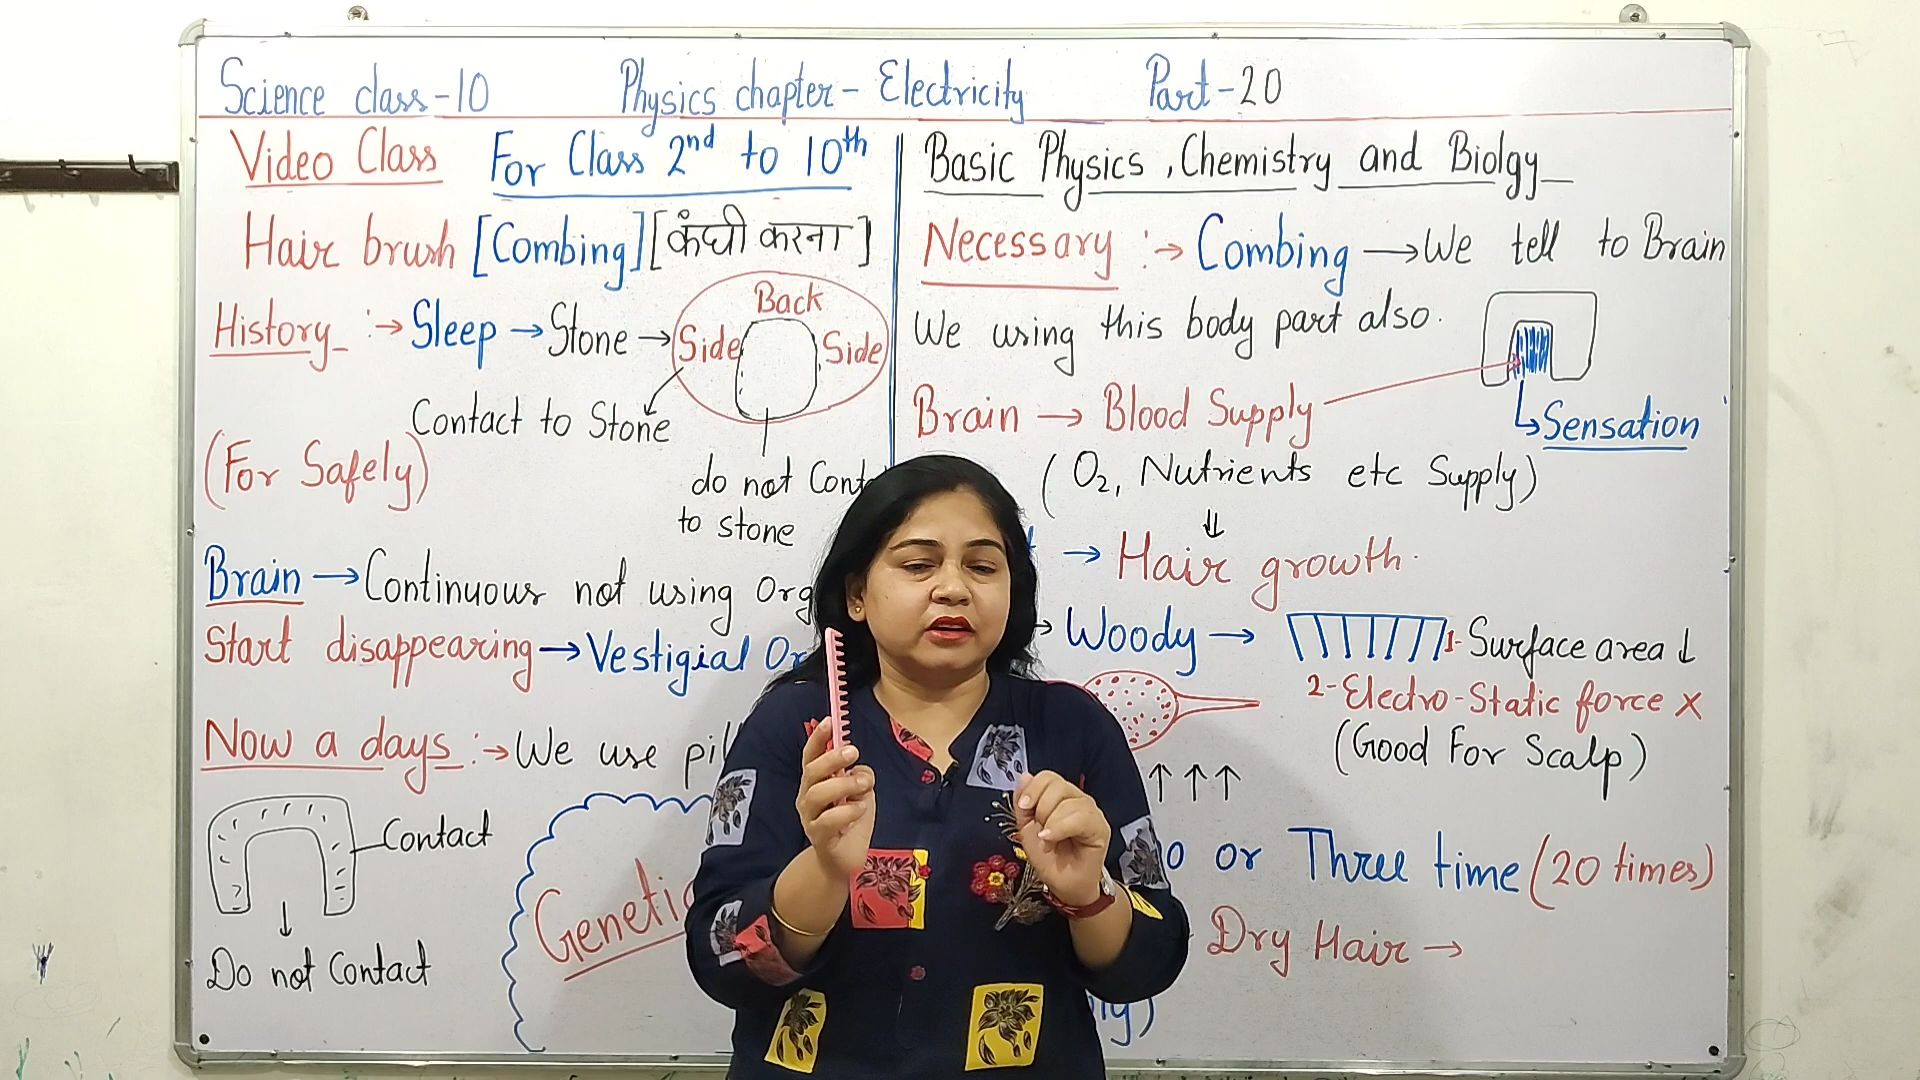 Science class-10 Physics chapter- Electricity Part-20
Video Class For Class 2nd to 10th
Hair brush [Combing] [कंघी करना]
History :→ Sleep → Stone → Side Back Side
Contact to Stone
(For Safely)
do not Cont
to stone
Brain → Continuous not using Org
Start disappearing → Vestigial Or
Now a days :→ We use pil
Contact
Do not Contact
Genetic
Basic Physics, Chemistry and Biolgy
Necessary :→ Combing → We tell to Brain
We using this body part also.
Brain → Blood Supply
Sensation
(O2, Nutrients etc Supply)
↓
→ Hair growth.
→ Woody → 1- Surface area ↓
2- Electro-Static force X
(Good For Scalp)
↑ ↑ ↑
o or Three time (20 times)
Dry Hair →
ly)